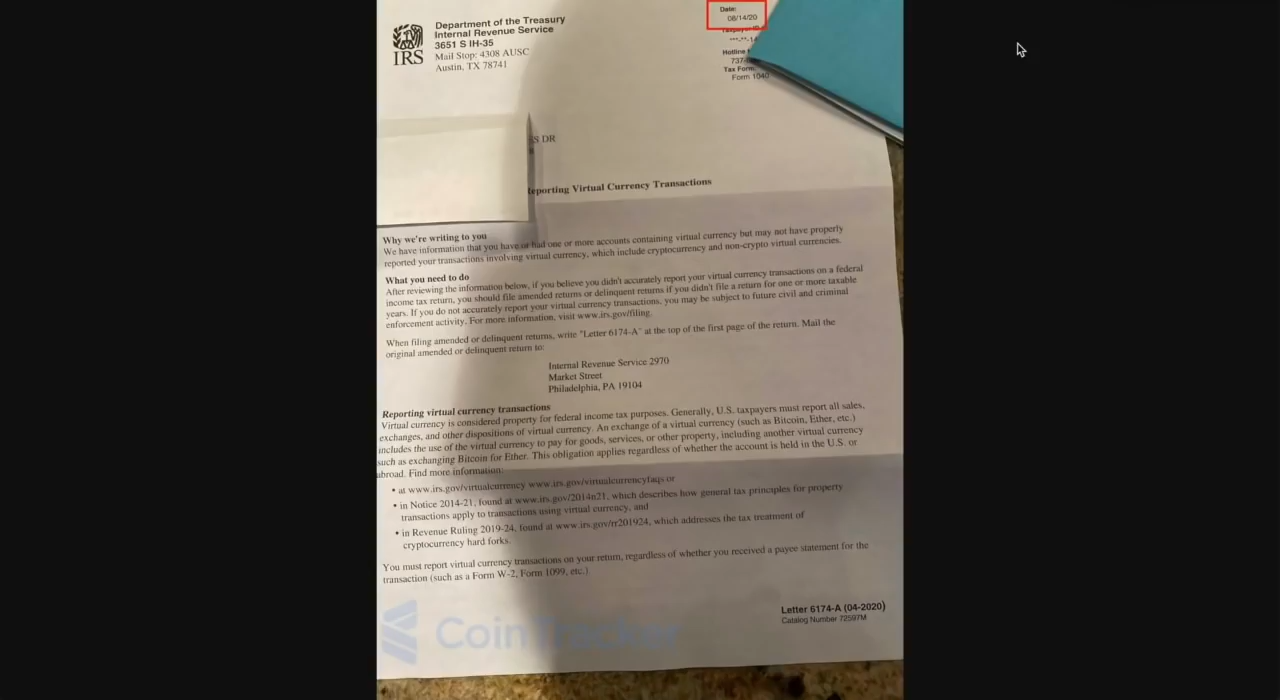 Department of the Treasury
Internal Revenue Service
3651 S IH-35
Mail Stop: 4308 AUSC
Austin, TX 78741
IRS
Date:
08/14/20
Hotline
737-
Tax Form
Form 1040
SS DR
Reporting Virtual Currency Transactions
Why we're writing to you
We have information that you have or had one or more accounts containing virtual currency but may not have properly
reported your transactions involving virtual currency, which include cryptocurrency and non-crypto virtual currencies.
What you need to do
After reviewing the information below, if you believe you didn't accurately report your virtual currency transactions on a federal
income tax return, you should file amended returns or delinquent returns if you didn't file a return for one or more taxable
years. If you do not accurately report your virtual currency transactions, you may be subject to future civil and criminal
enforcement activity. For more information, visit www.irs.gov/filing.
When filing amended or delinquent returns, write "Letter 6174-A" at the top of the first page of the return. Mail the
original amended or delinquent return to:
Internal Revenue Service 2970
Market Street
Philadelphia, PA 19104
Reporting virtual currency transactions
Virtual currency is considered property for federal income tax purposes. Generally, U.S. taxpayers must report all sales,
exchanges, and other dispositions of virtual currency. An exchange of a virtual currency (such as Bitcoin, Ether, etc.)
includes the use of the virtual currency to pay for goods, services, or other property, including another virtual currency
such as exchanging Bitcoin for Ether. This obligation applies regardless of whether the account is held in the U.S. or
abroad. Find more information:
• at www.irs.gov/virtualcurrency www.irs.gov/virtualcurrencyfaqs or
• in Notice 2014-21, found at www.irs.gov/2014n21, which describes how general tax principles for property
transactions apply to transactions using virtual currency, and
• in Revenue Ruling 2019-24, found at www.irs.gov/rr201924, which addresses the tax treatment of
cryptocurrency hard forks.
You must report virtual currency transactions on your return, regardless of whether you received a payee statement for the
transaction (such as a Form W-2, Form 1099, etc.)
Letter 6174-A (04-2020)
Catalog Number 72597M
CoinTracker